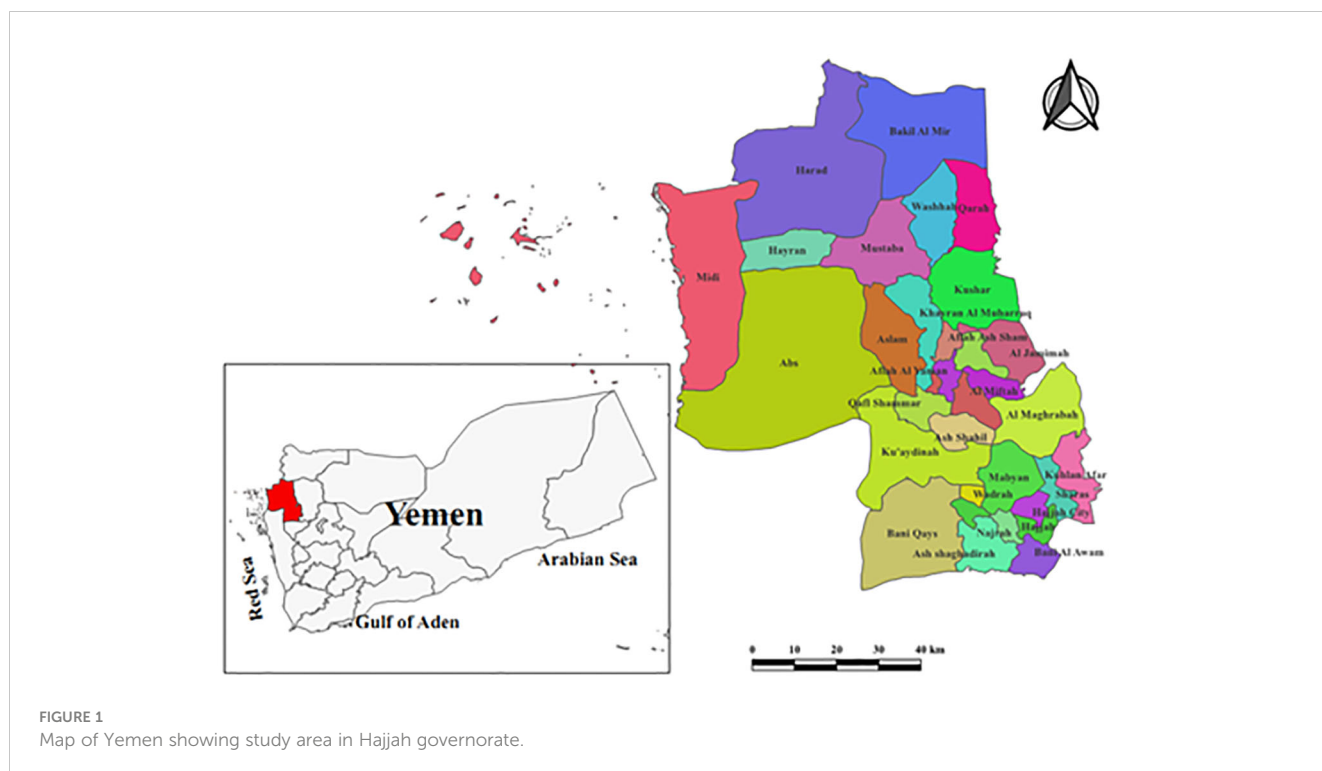 Bakil Al Mir
Harad
Washhah
Qarah
Mustaba
Hayran
Midi
Kushar
Khayran Al Muharraq
Aslam
Aflah Ash Sham
Al Jamimah
Abs
Aflah Al Yaman
Al Miftah
Qafl Shammar
Al Maghrabah
Ash Shahil
Ku'aydinah
Mabyan
Kuhlan Afar
Wadrah
Sharas
Hajjah City
Bani Qays
Najrah
Hajjah
Ash shaghadirah
Bani Al Awam
Yemen
Arabian Sea
Red Sea
Gulf of Aden
0 10 20 30 40 km
FIGURE 1
Map of Yemen showing study area in Hajjah governorate.